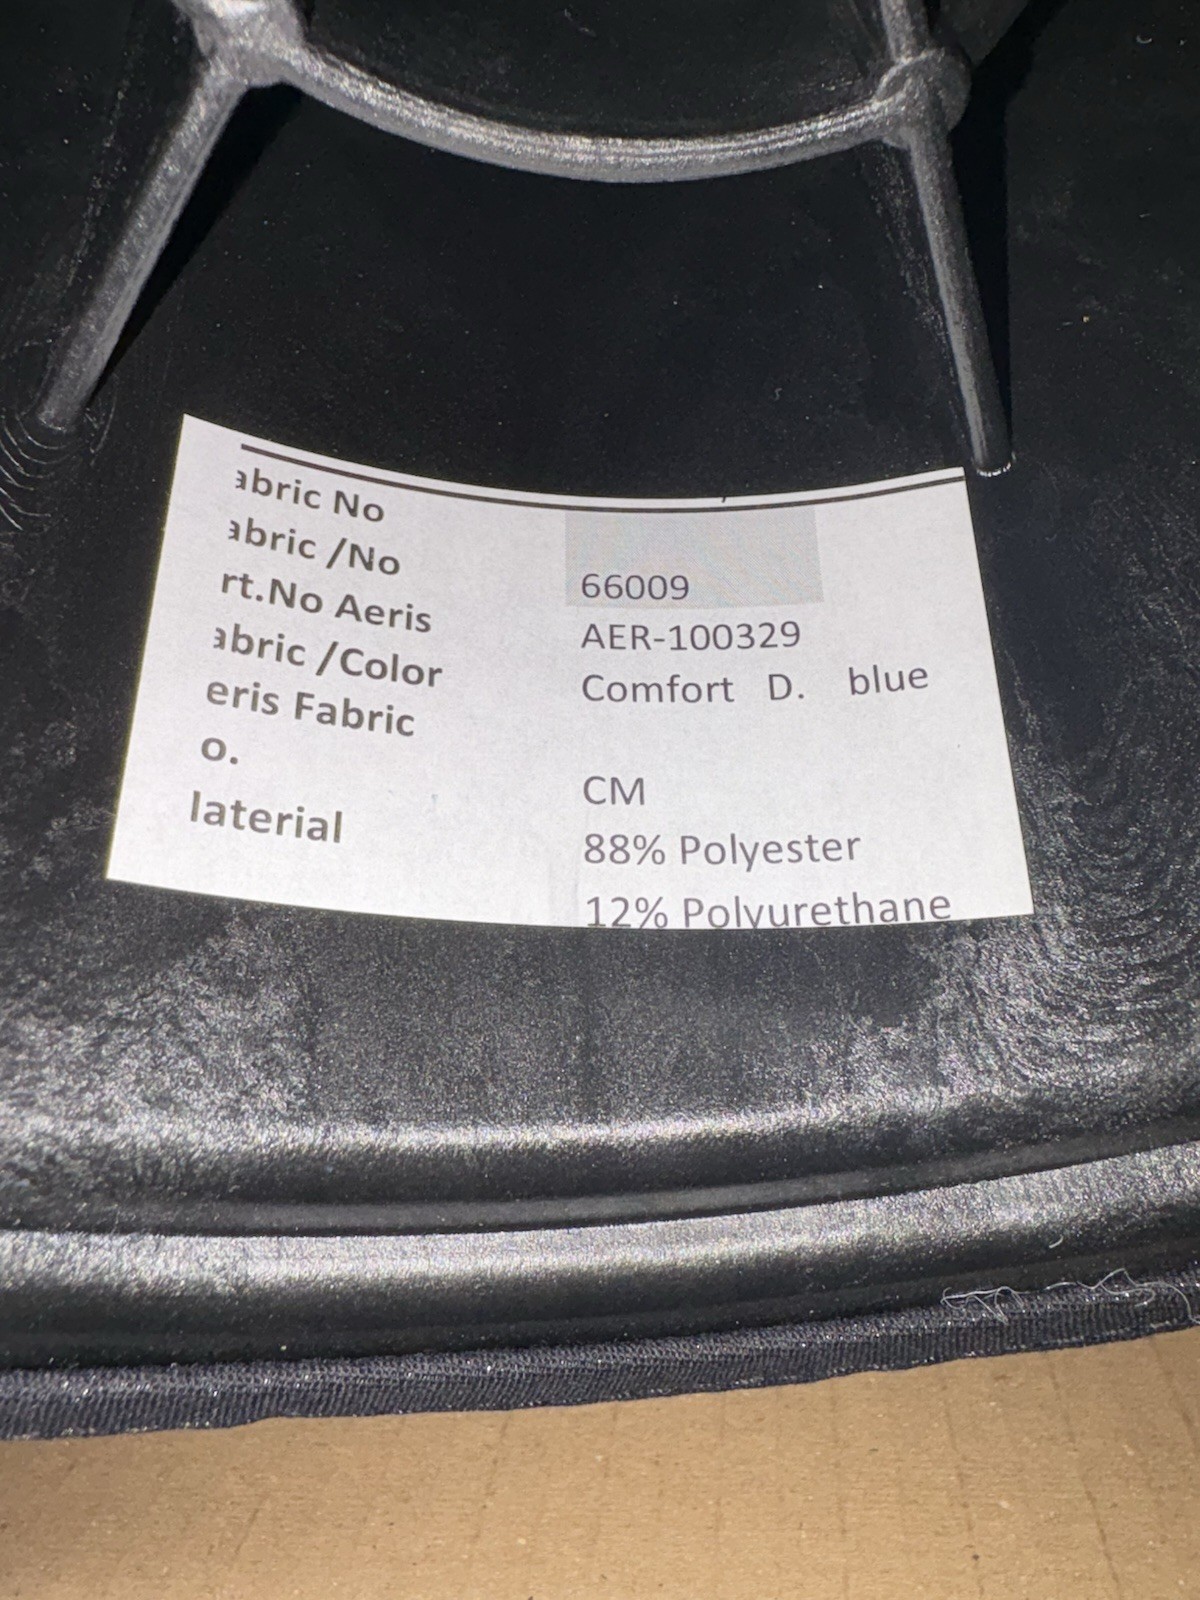 abric No
abric /No 66009
rt.No Aeris AER-100329
abric /Color Comfort D. blue
eris Fabric
o. CM
laterial 88% Polyester
12% Polyurethane